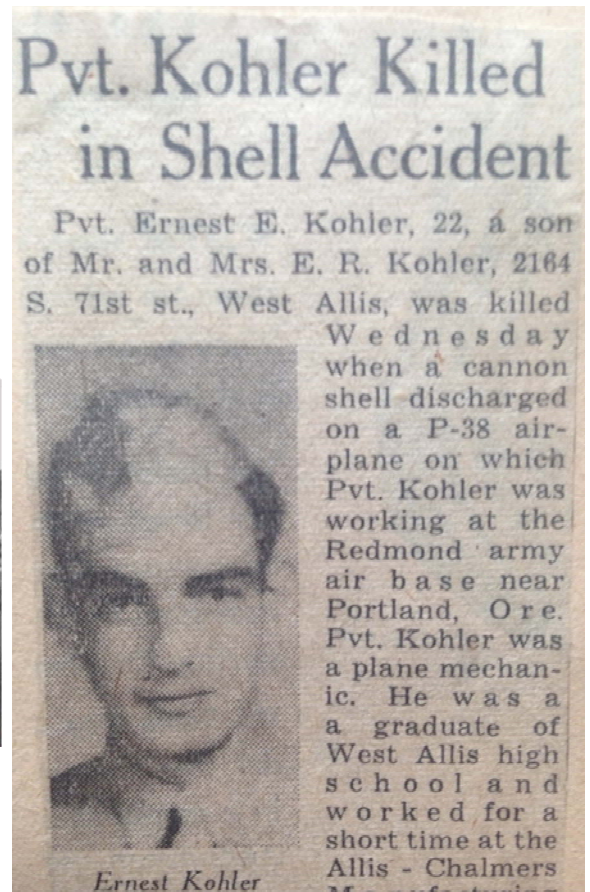 Pvt. Kohler Killed
in Shell Accident
Pvt. Ernest E. Kohler, 22, a son
of Mr. and Mrs. E. R. Kohler, 2164
S. 71st st., West Allis, was killed
Wednesday
when a cannon
shell discharged
on a P-38 air-
plane on which
Pvt. Kohler was
working at the
Redmond army
air base near
Portland, Ore.
Pvt. Kohler was
a plane mechan-
ic. He was a
a graduate of
West Allis high
school and
worked for a
short time at the
Allis - Chalmers
Ernest Kohler